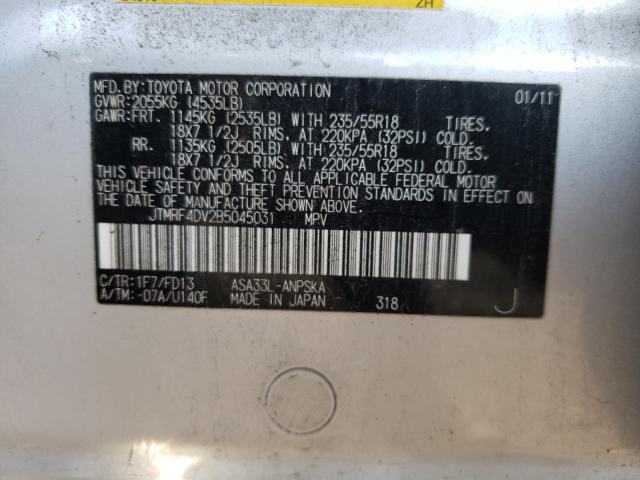 2H
MFD.BY:TOYOTA MOTOR CORPORATION 01/11
GVWR:2055KG (4535LB)
GAWR:FRT. 1145KG (2535LB) WITH 235/55R18 TIRES.
18X7 1/2J RIMS. AT 220KPA (32PSI) COLD.
RR. 1135KG (2505LB) WITH 235/55R18 TIRES.
18X7 1/2J RIMS. AT 220KPA (32PSI) COLD.
THIS VEHICLE CONFORMS TO ALL APPLICABLE FEDERAL MOTOR
VEHICLE SAFETY AND THEFT PREVENTION STANDARDS IN EFFECT ON
THE DATE OF MANUFACTURE SHOWN ABOVE.
JTMRF4DV2B5045031 MPV
C/TR:1F7/FD13 ASA33L-ANPSKA
A/TM:-07A/U140F MADE IN JAPAN 318 J